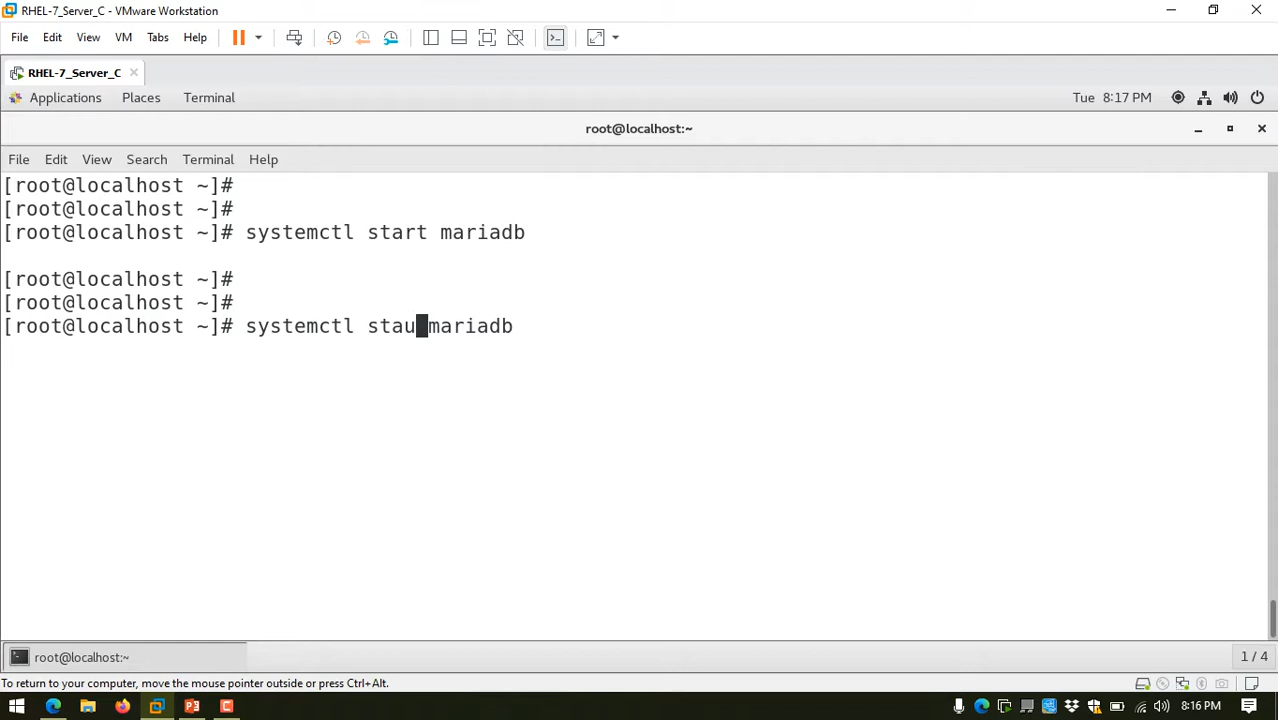 RHEL-7_Server_C - VMware Workstation
File Edit View VM Tabs Help
RHEL-7_Server_C
Applications Places Terminal Tue 8:17 PM
root@localhost:~
File Edit View Search Terminal Help
[root@localhost ~]#
[root@localhost ~]#
[root@localhost ~]# systemctl start mariadb
[root@localhost ~]#
[root@localhost ~]#
[root@localhost ~]# systemctl stau mariadb
root@localhost:~ 1 / 4
To return to your computer, move the mouse pointer outside or press Ctrl+Alt.
8:16 PM